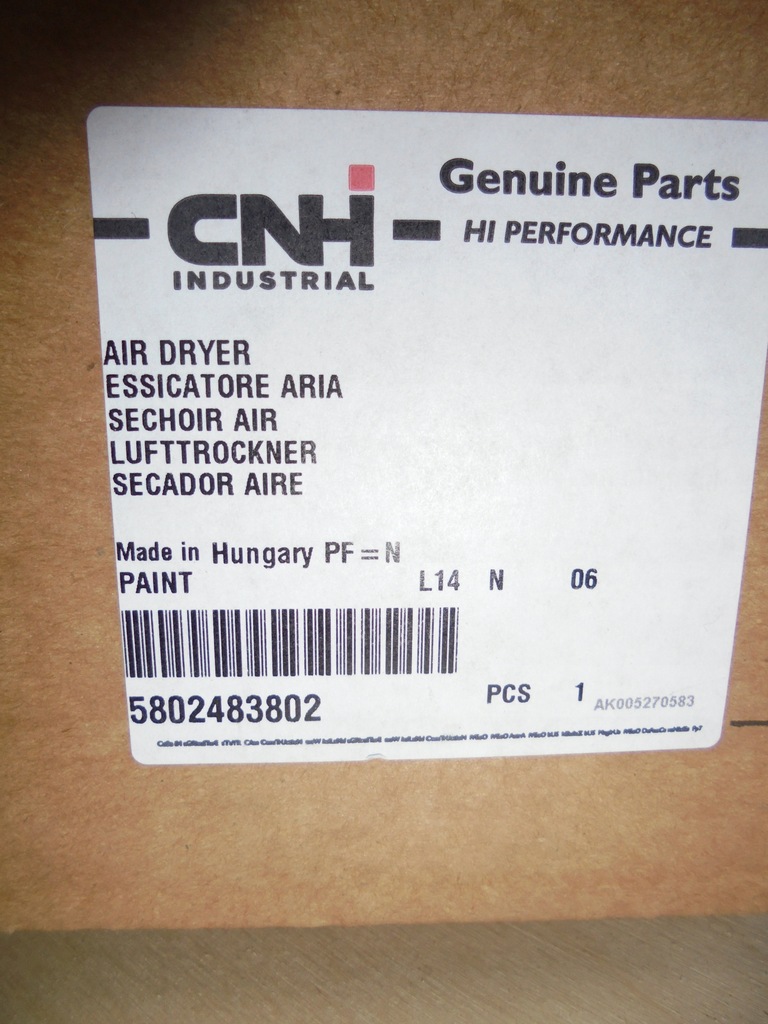 CNH
INDUSTRIAL
Genuine Parts
HI PERFORMANCE
AIR DRYER
ESSICATORE ARIA
SECHOIR AIR
LUFTTROCKNER
SECADOR AIRE
Made in Hungary PF = N
PAINT L14 N 06
5802483802
PCS 1 AK005270583